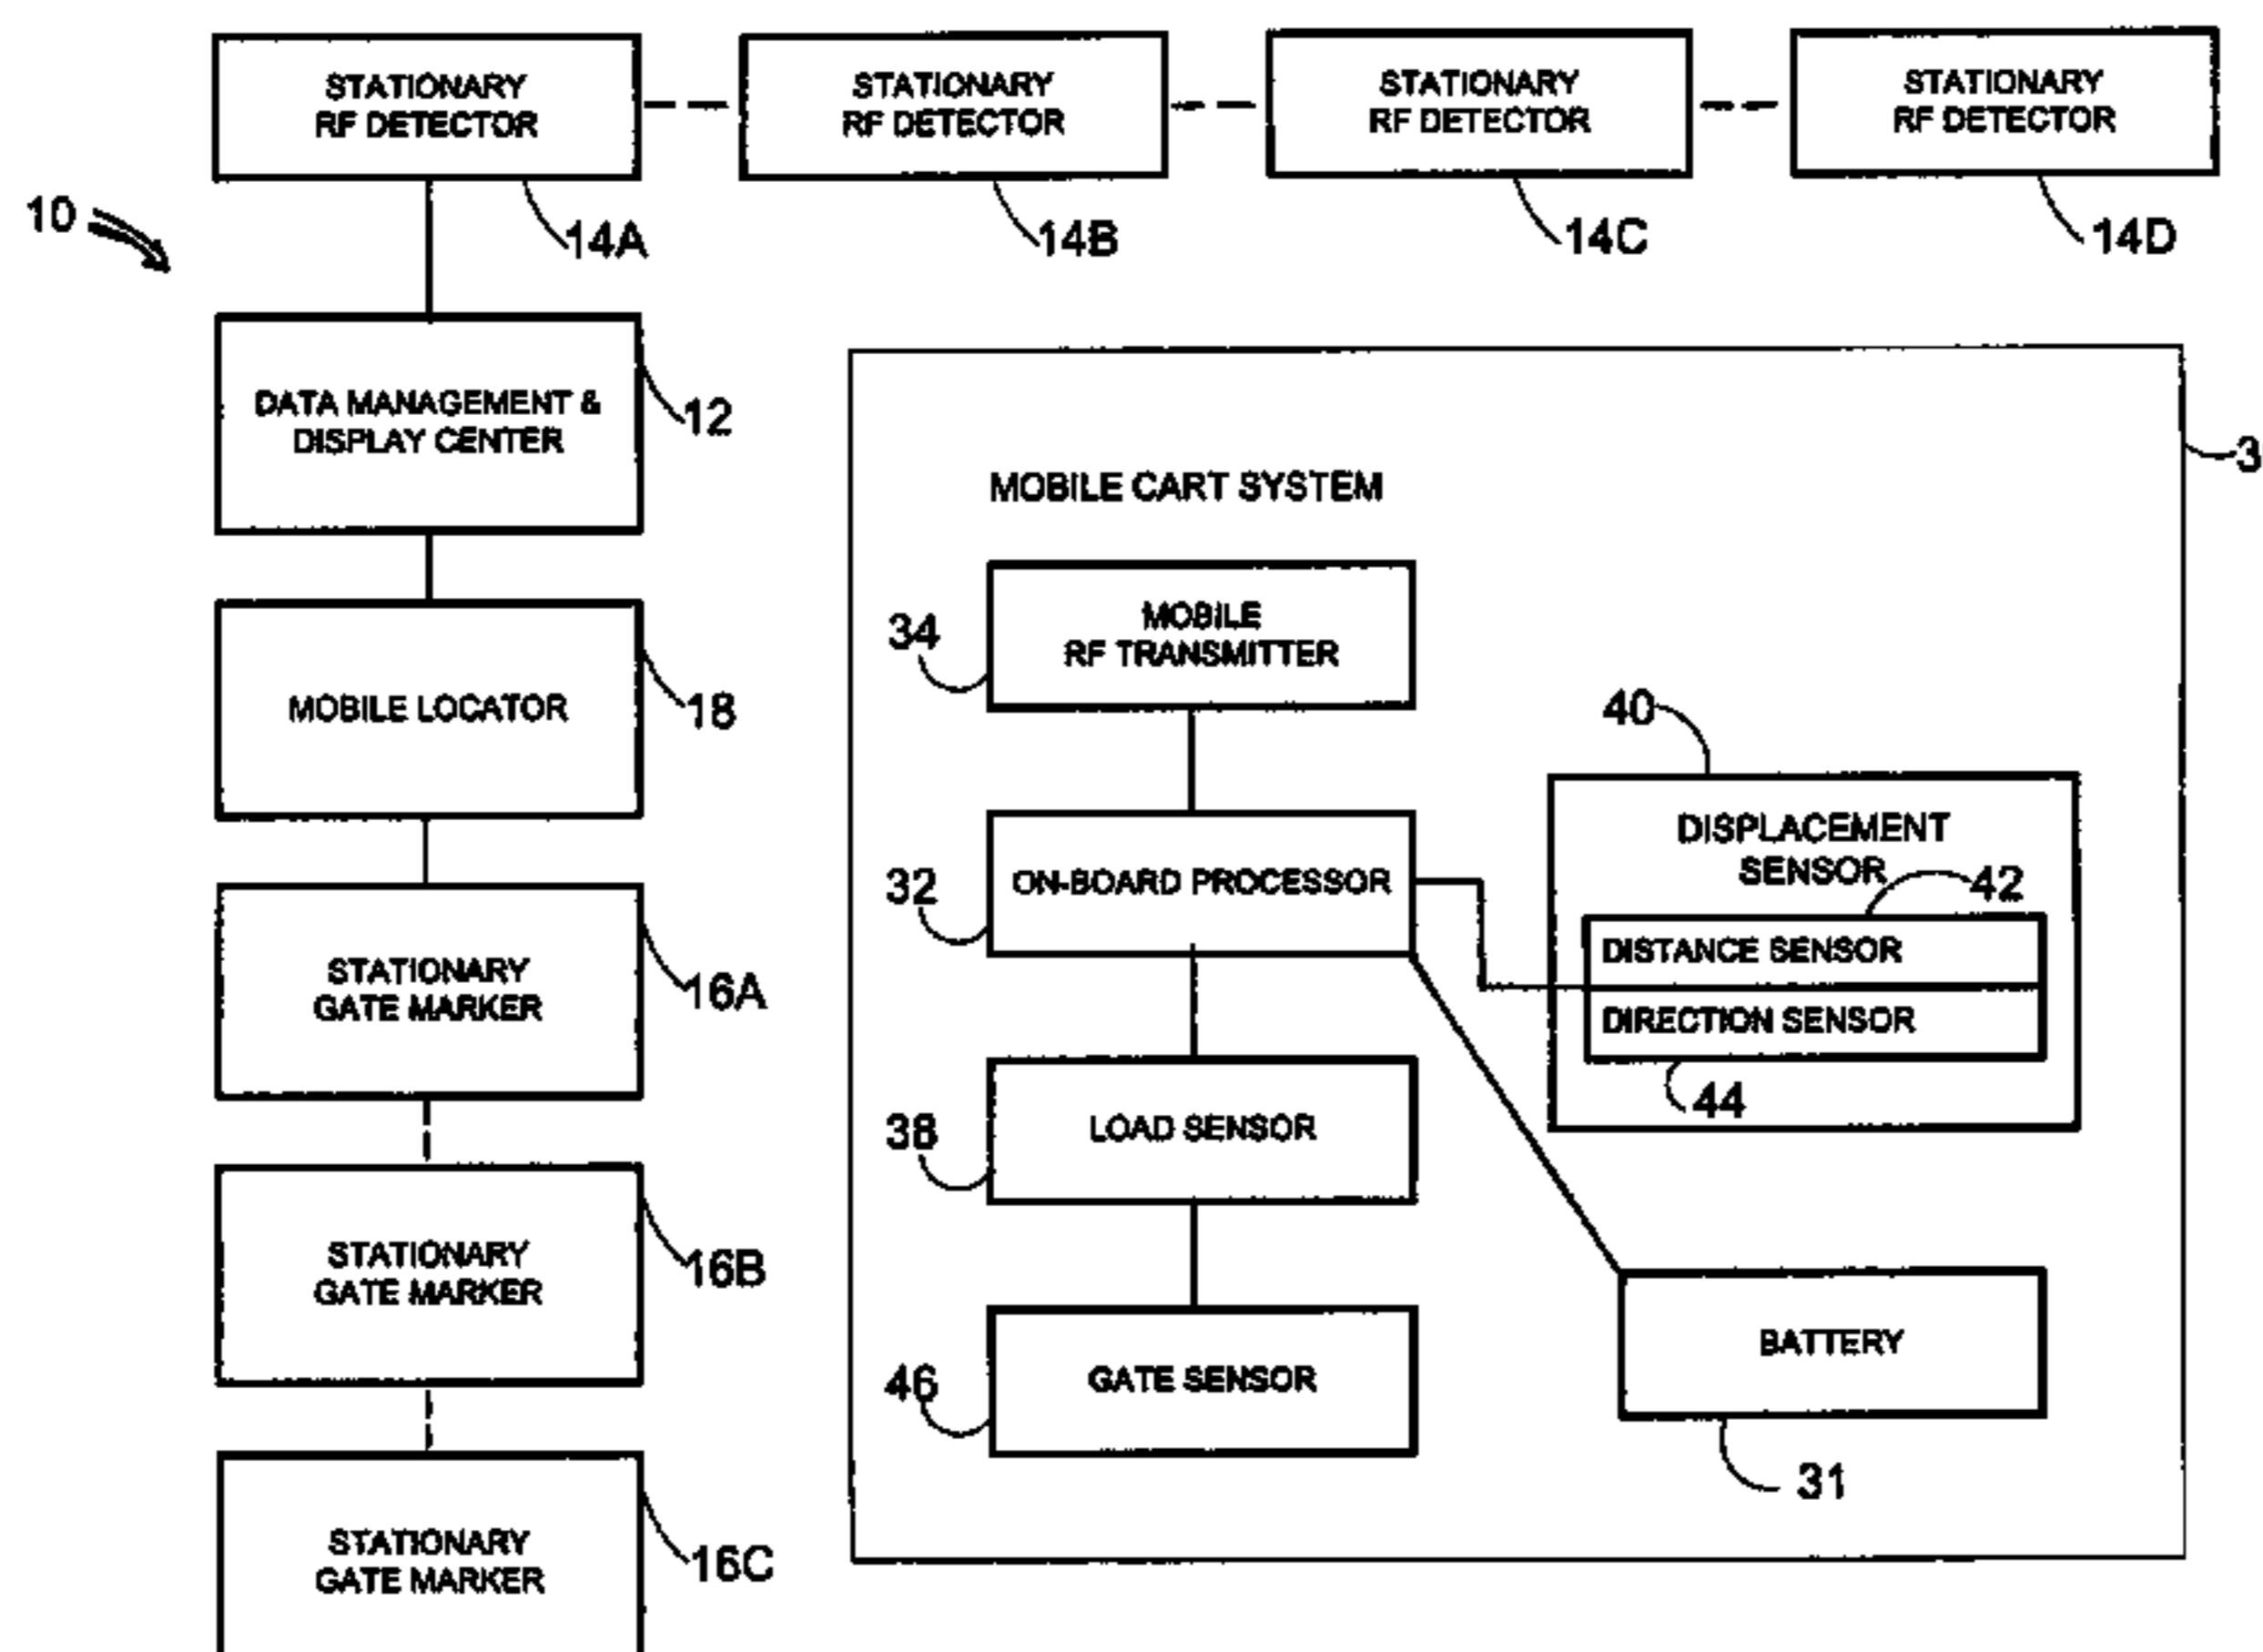 STATIONARY
RF DETECTOR
STATIONARY
RF DETECTOR
STATIONARY
RF DETECTOR
STATIONARY
RF DETECTOR
10
14A
14B
14C
14D
DATA MANAGEMENT &
DISPLAY CENTER
12
3
MOBILE CART SYSTEM
MOBILE LOCATOR
18
34
MOBILE
RF TRANSMITTER
40
DISPLACEMENT
SENSOR
42
32
ON-BOARD PROCESSOR
DISTANCE SENSOR
DIRECTION SENSOR
44
STATIONARY
GATE MARKER
16A
38
LOAD SENSOR
STATIONARY
GATE MARKER
16B
46
GATE SENSOR
BATTERY
31
STATIONARY
GATE MARKER
16C